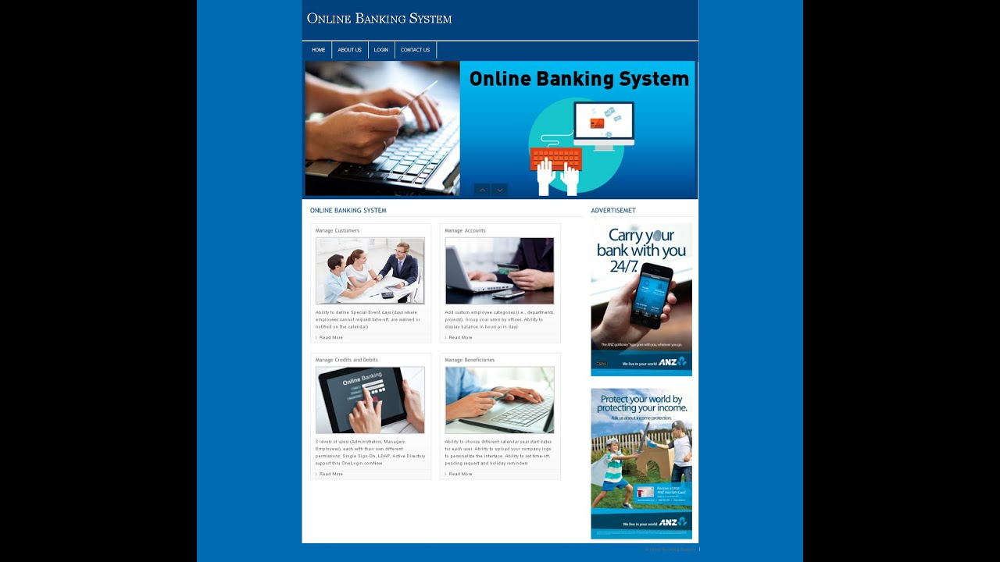 Online Banking System
HOME
ABOUT US
LOGIN
CONTACT US
Online Banking System
ONLINE BANKING SYSTEM
ADVERTISEMET
Manage Customers
Ability to define Special Event days (days where
employees cannot request time-off, are warned or
notified on the calendar)
Read More
Manage Accounts
Add custom employee categories (i.e., departments,
projects). Group your users by offices. Ability to
display balance in hours or in days
Read More
Manage Credits and Debits
Online Banking
3 levels of users (Administrators, Managers,
Employees), each with their own different
permissions. Single Sign-On, LDAP, Active Directory
support thru OneLogin.comNew
Read More
Manage Beneficiaries
Ability to choose different calendar year start dates
for each user. Ability to upload your company logo
to personalize the interface. Ability to set time-off,
pending request and holiday reminders
Read More
Carry your
bank with you
24/7.
The ANZ goMoney App goes with you, wherever you go.
We live in your world ANZ
Protect your world by
protecting your income.
Ask us about income protection.
Receive a $100
ANZ Visa Gift Card
We live in your world ANZ